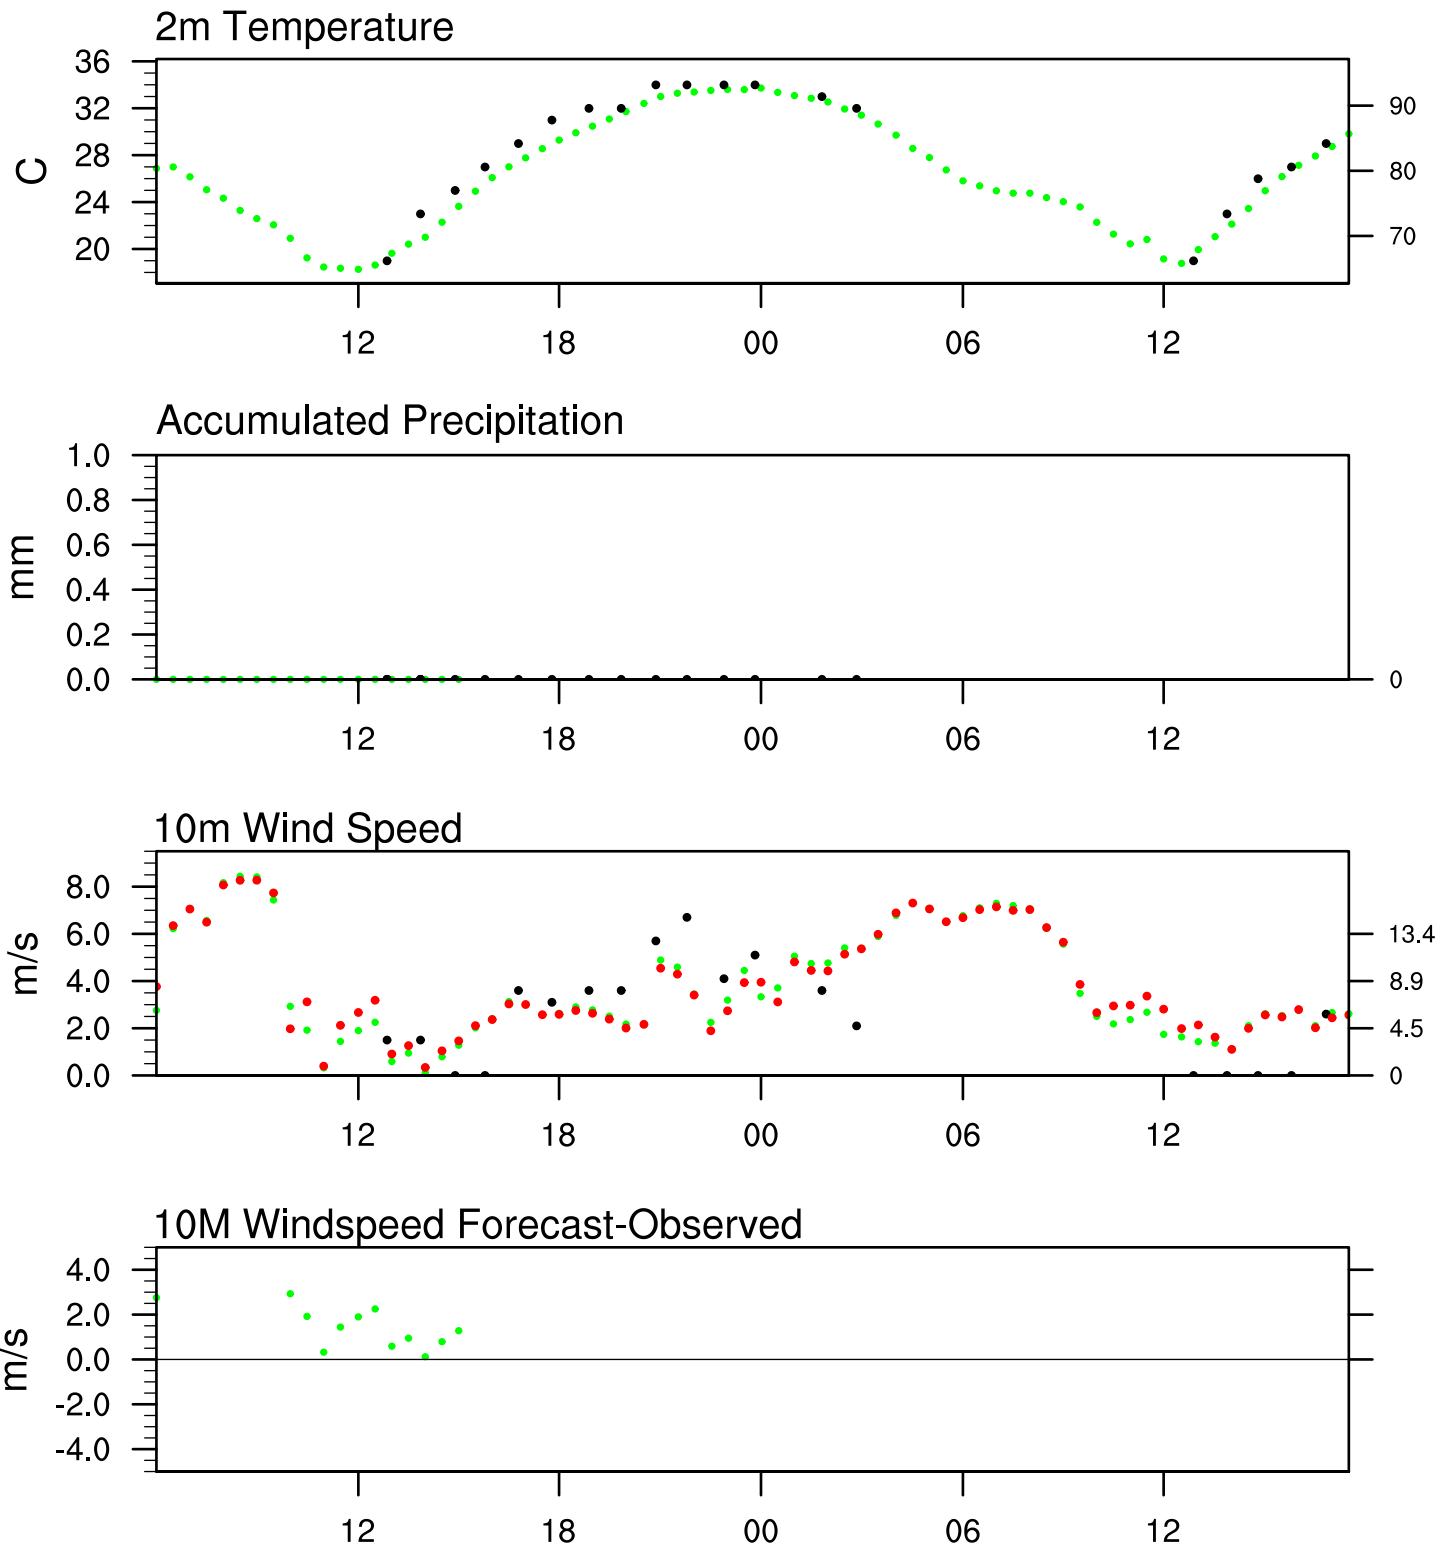 2m Temperature
36
32
28
24
20
C
90
80
70
12 18 00 06 12
Accumulated Precipitation
1.0
0.8
0.6
0.4
0.2
0.0
mm
0
12 18 00 06 12
10m Wind Speed
8.0
6.0
4.0
2.0
0.0
m/s
13.4
8.9
4.5
0
12 18 00 06 12
10M Windspeed Forecast-Observed
4.0
2.0
0.0
-2.0
-4.0
m/s
12 18 00 06 12